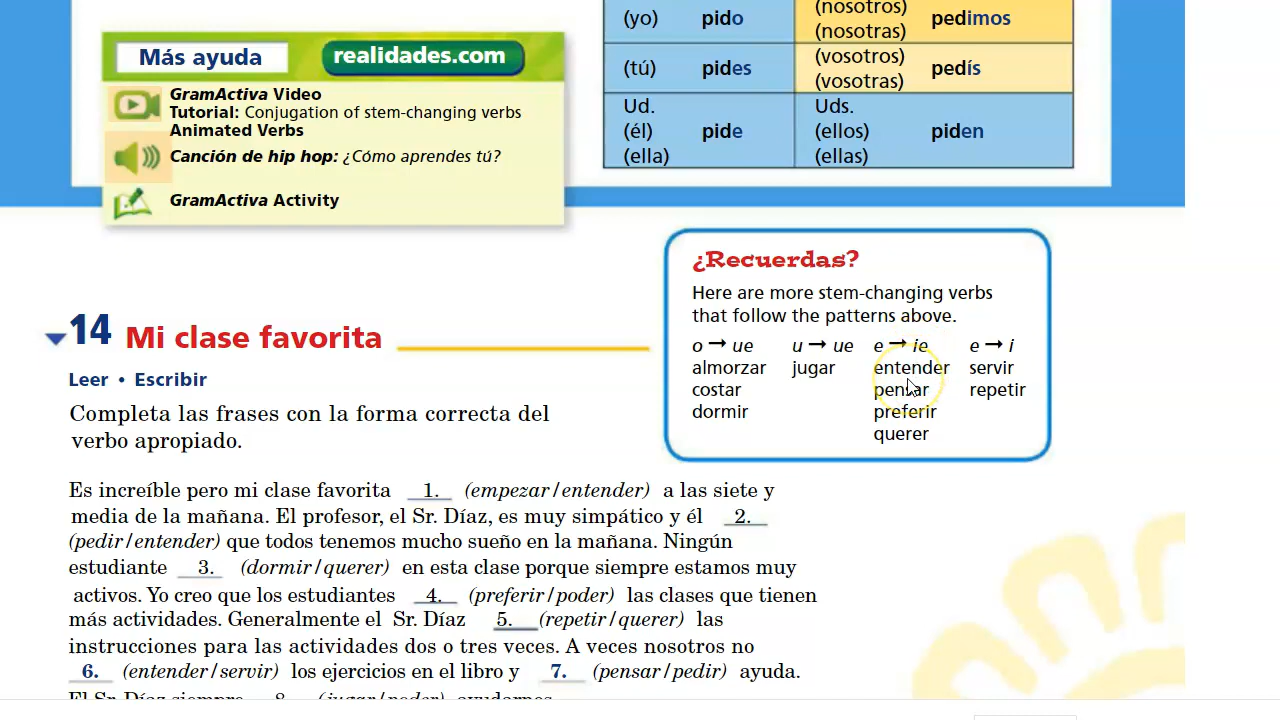 Más ayuda realidades.com
GramActiva Video
Tutorial: Conjugation of stem-changing verbs
Animated Verbs
Canción de hip hop: ¿Cómo aprendes tú?
GramActiva Activity
(yo) pido (nosotros) (nosotras) pedimos
(tú) pides (vosotros) (vosotras) pedís
Ud. (él) (ella) pide Uds. (ellos) (ellas) piden
¿Recuerdas?
Here are more stem-changing verbs
that follow the patterns above.
o → ue u → ue e → ie e → i
almorzar jugar entender servir
costar pensar repetir
dormir preferir
querer
14 Mi clase favorita
Leer • Escribir
Completa las frases con la forma correcta del
verbo apropiado.
Es increíble pero mi clase favorita 1. (empezar/entender) a las siete y
media de la mañana. El profesor, el Sr. Díaz, es muy simpático y él 2.
(pedir/entender) que todos tenemos mucho sueño en la mañana. Ningún
estudiante 3. (dormir/querer) en esta clase porque siempre estamos muy
activos. Yo creo que los estudiantes 4. (preferir/poder) las clases que tienen
más actividades. Generalmente el Sr. Díaz 5. (repetir/querer) las
instrucciones para las actividades dos o tres veces. A veces nosotros no
6. (entender/servir) los ejercicios en el libro y 7. (pensar/pedir) ayuda.
El Sr. Díaz siempre 8. (jugar/poder) ayudarnos.